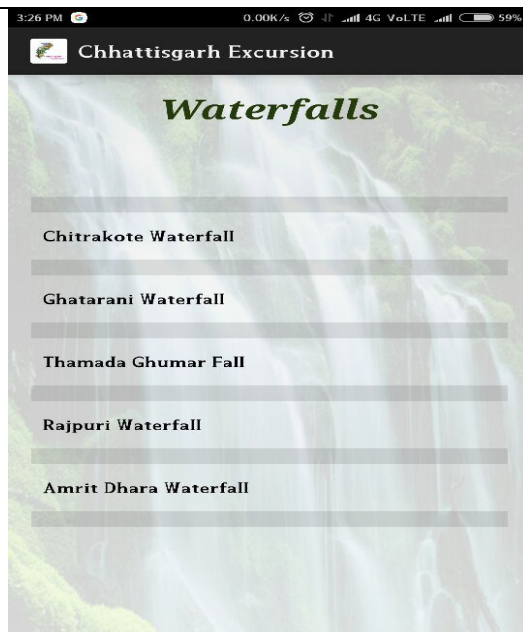 3:26 PM G 0.00K/s 4G VoLTE 59%
Chhattisgarh Excursion
Waterfalls
Chitrakote Waterfall
Ghatarani Waterfall
Thamada Ghumar Fall
Rajpuri Waterfall
Amrit Dhara Waterfall